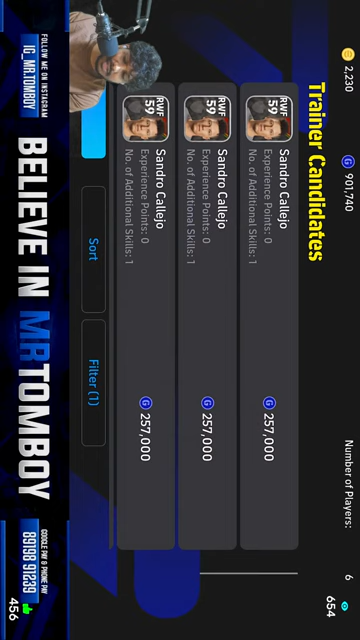 2,230
G 901,740
Trainer Candidates
Number of Players: 6
654
RWF
59
Sandro Callejo
Experience Points: 0
No. of Additional Skills: 1
G 257,000
RWF
59
Sandro Callejo
Experience Points: 0
No. of Additional Skills: 1
G 257,000
RWF
59
Sandro Callejo
Experience Points: 0
No. of Additional Skills: 1
G 257,000
Sort
Filter (1)
FOLLOW ME ON INSTAGRAM
IG_MR.TOMBOY
BELIEVE IN MRTOMBOY
GOOGLE PAY & PHONE PAY
89198 91239
456